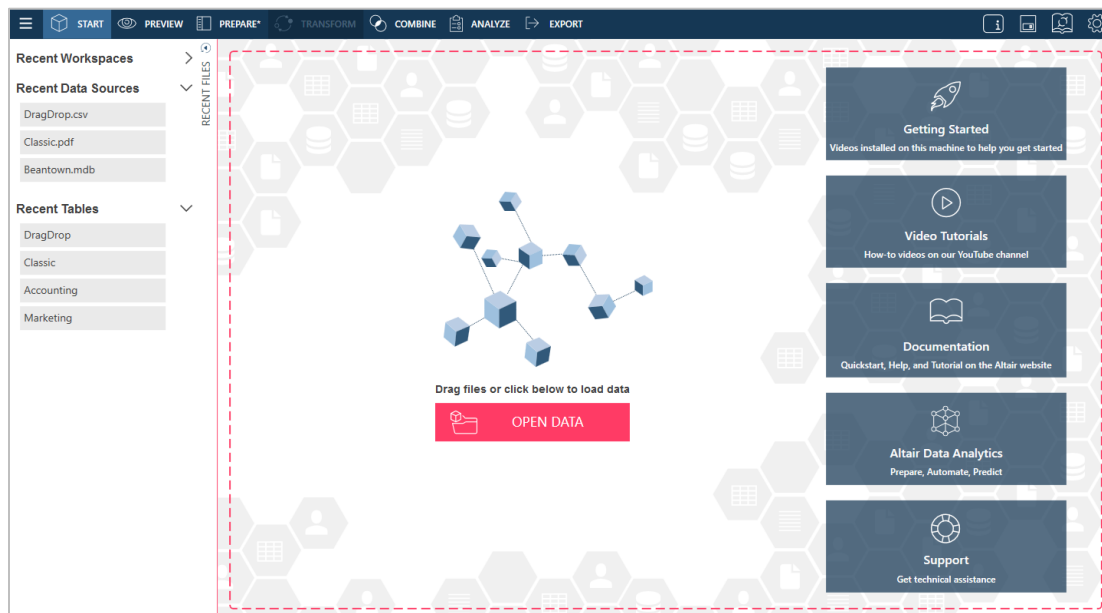 START
PREVIEW
PREPARE*
TRANSFORM
COMBINE
ANALYZE
EXPORT
Recent Workspaces
Recent Data Sources
DragDrop.csv
Classic.pdf
Beantown.mdb
Recent Tables
DragDrop
Classic
Accounting
Marketing
RECENT FILES
Drag files or click below to load data
OPEN DATA
Getting Started
Videos installed on this machine to help you get started
Video Tutorials
How-to videos on our YouTube channel
Documentation
Quickstart, Help, and Tutorial on the Altair website
Altair Data Analytics
Prepare, Automate, Predict
Support
Get technical assistance